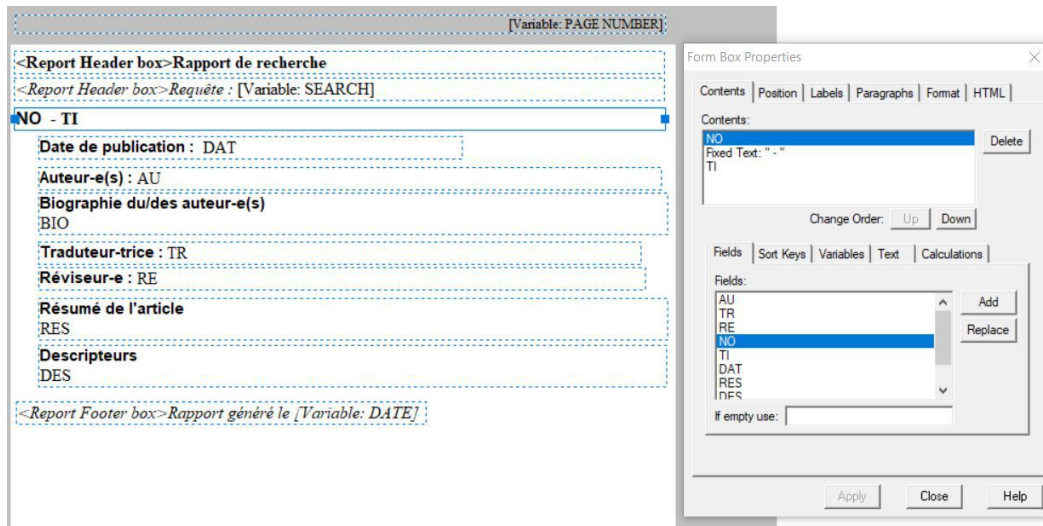 [Variable: PAGE NUMBER]
<Report Header box>Rapport de recherche
<Report Header box>Requête : [Variable: SEARCH]
NO - TI
Date de publication : DAT
Auteur-e(s) : AU
Biographie du/des auteur-e(s)
BIO
Traduteur-trice : TR
Réviseur-e : RE
Résumé de l'article
RES
Descripteurs
DES
<Report Footer box>Rapport généré le [Variable: DATE]
Form Box Properties
Contents Position Labels Paragraphs Format HTML
Contents:
NO
Fixed Text: " - "
TI
Delete
Change Order: Up Down
Fields Sort Keys Variables Text Calculations
Fields:
AU
TR
RE
NO
TI
DAT
RES
DES
Add
Replace
If empty use:
Apply Close Help